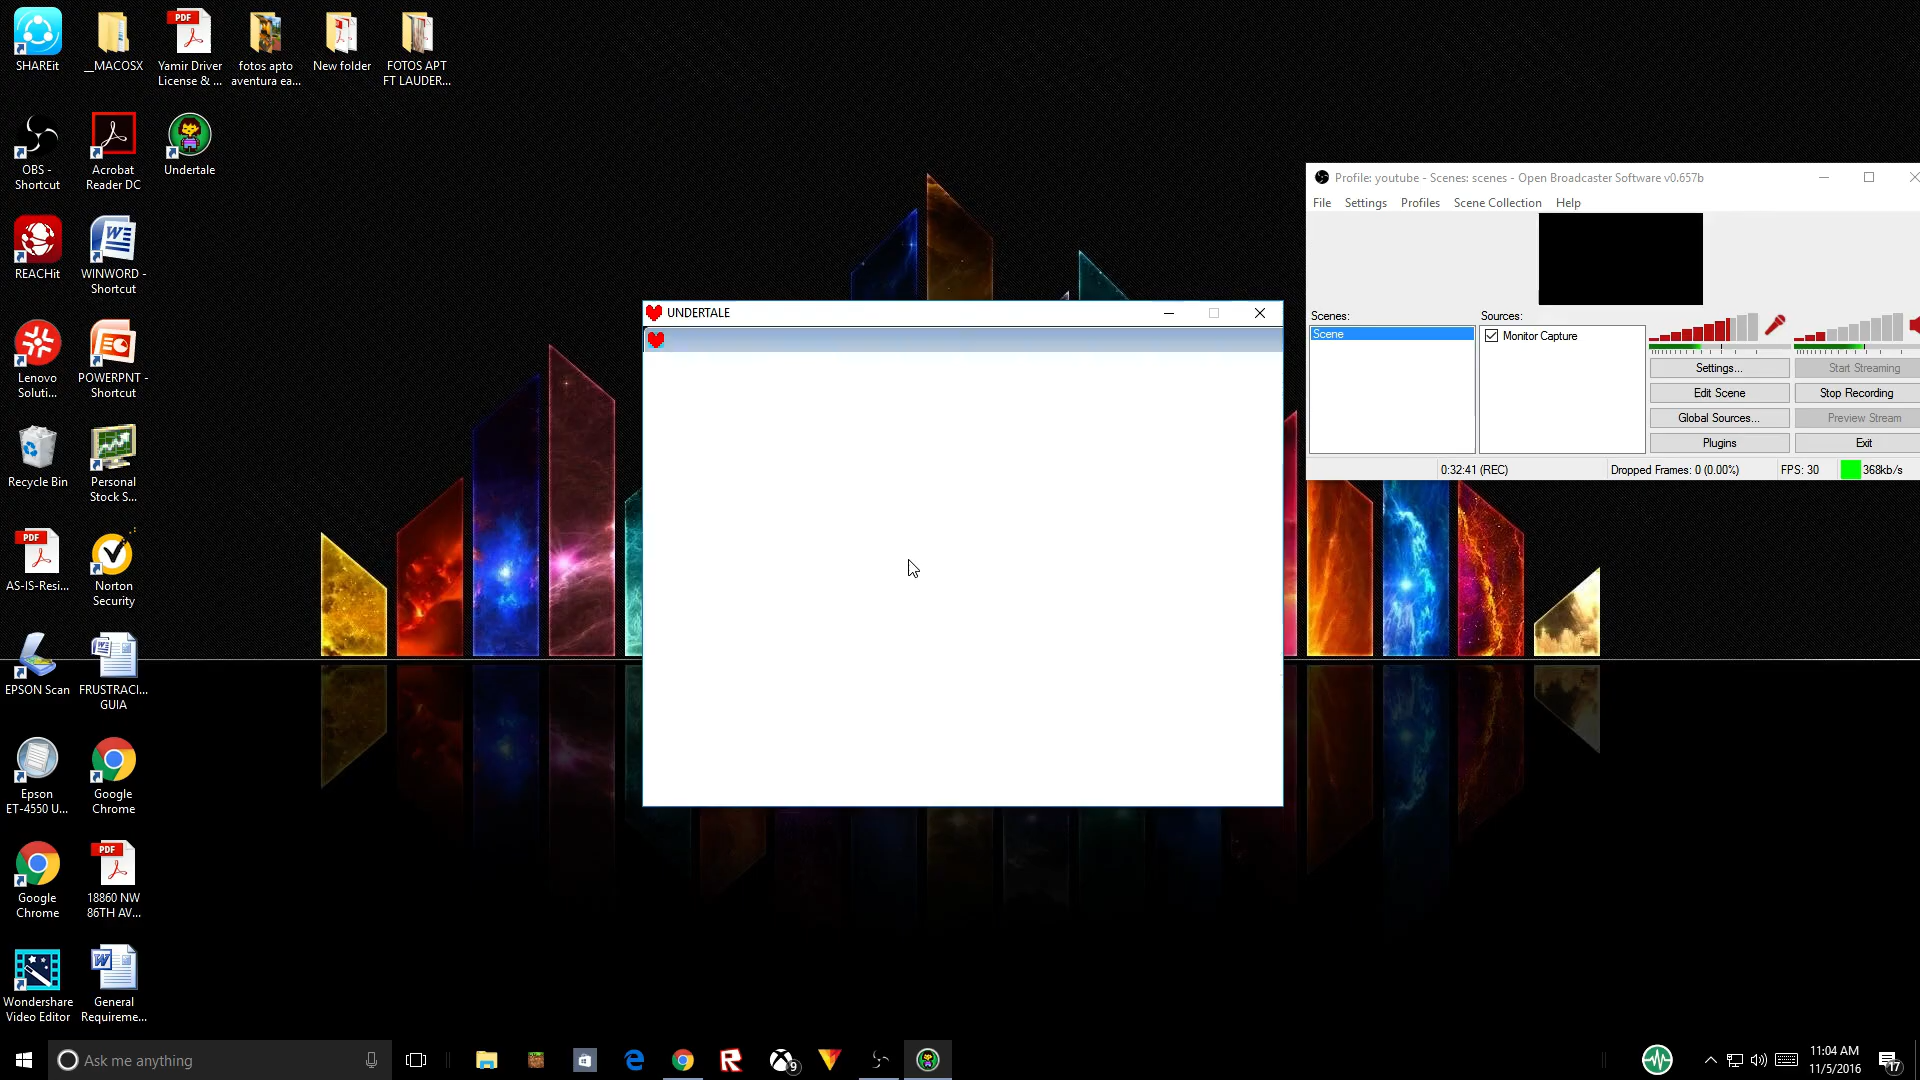 SHAREit
__MACOSX
Yamir Driver
License & ...
fotos apto
aventura ea...
New folder
FOTOS APT
FT LAUDER...
OBS -
Shortcut
Acrobat
Reader DC
Undertale
REACHit
WINWORD -
Shortcut
Lenovo
Soluti...
POWERPNT -
Shortcut
Recycle Bin
Personal
Stock S...
AS-IS-Resi...
Norton
Security
EPSON Scan
FRUSTRACI...
GUIA
Epson
ET-4550 U...
Google
Chrome
Google
Chrome
18860 NW
86TH AV...
Wondershare
Video Editor
General
Requireme...
PDF
PDF
PDF
UNDERTALE
Profile: youtube - Scenes: scenes - Open Broadcaster Software v0.657b
File Settings Profiles Scene Collection Help
Scenes:
Sources:
Scene
Monitor Capture
Settings...
Start Streaming
Edit Scene
Stop Recording
Global Sources...
Preview Stream
Plugins
Exit
0:32:41 (REC)
Dropped Frames: 0 (0.00%)
FPS: 30
368kb/s
Ask me anything
9
11:04 AM
11/5/2016
17